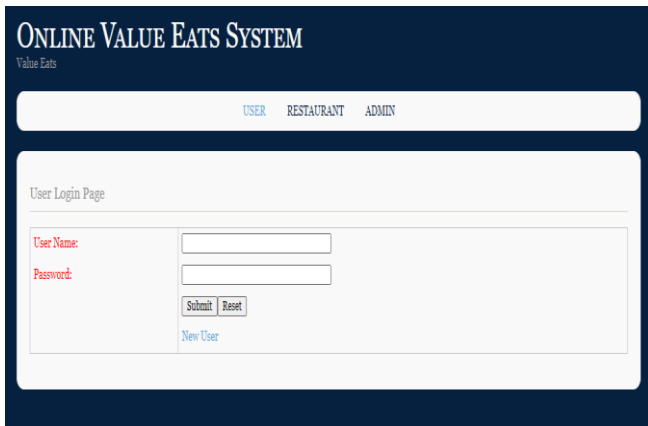 ONLINE VALUE EATS SYSTEM
Value Eats
USER RESTAURANT ADMIN
User Login Page
User Name:
Password:
Submit Reset
New User